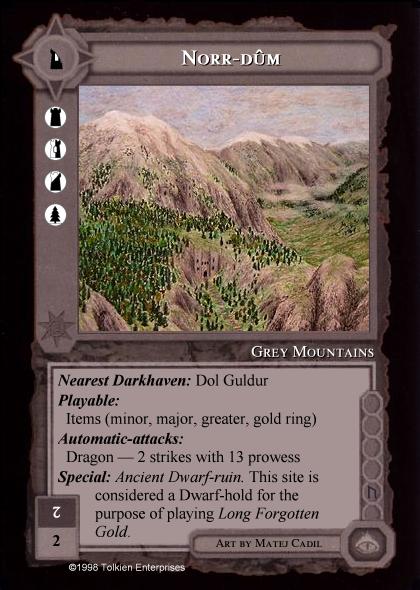 NORR-DÛM
GREY MOUNTAINS
Nearest Darkhaven: Dol Guldur
Playable:
Items (minor, major, greater, gold ring)
Automatic-attacks:
Dragon — 2 strikes with 13 prowess
Special: Ancient Dwarf-ruin. This site is
considered a Dwarf-hold for the
purpose of playing Long Forgotten
Gold.
2
ART BY MATEJ CADIL
©1998 Tolkien Enterprises